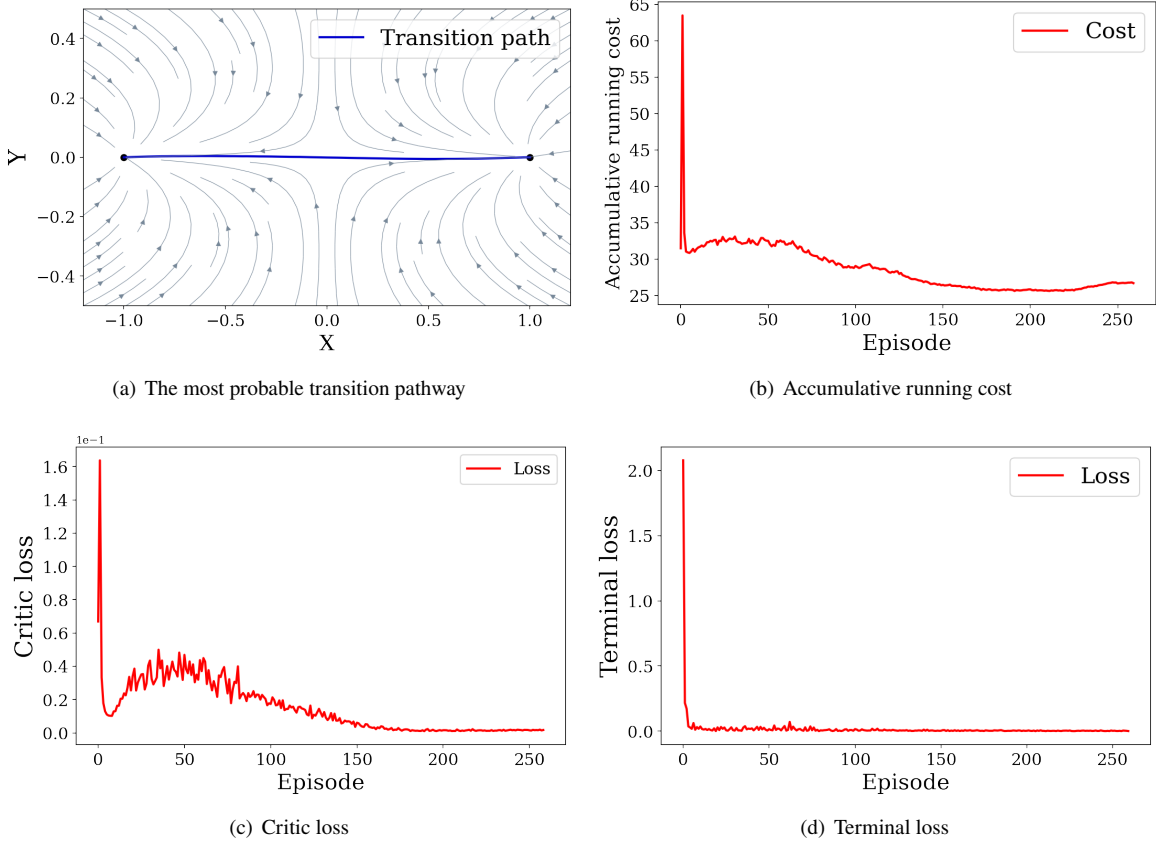 Transition path
0.4
0.2
0.0
−0.2
−0.4
Y
−1.0 −0.5 0.0 0.5 1.0
X
(a) The most probable transition pathway
Cost
65
60
55
50
45
40
35
30
25
Accumulative running cost
0 50 100 150 200 250
Episode
(b) Accumulative running cost
1e−1
Loss
1.6
1.4
1.2
1.0
0.8
0.6
0.4
0.2
0.0
Critic loss
0 50 100 150 200 250
Episode
(c) Critic loss
Loss
2.0
1.5
1.0
0.5
0.0
Terminal loss
0 50 100 150 200 250
Episode
(d) Terminal loss